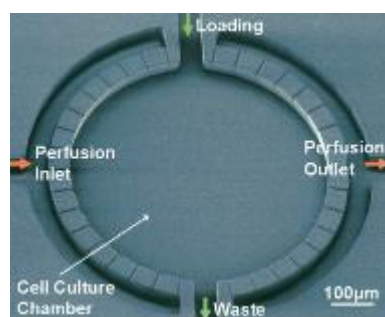 Loading
Perfusion
Inlet
Perfusion
Outlet
Cell Culture
Chamber
Waste
100µm